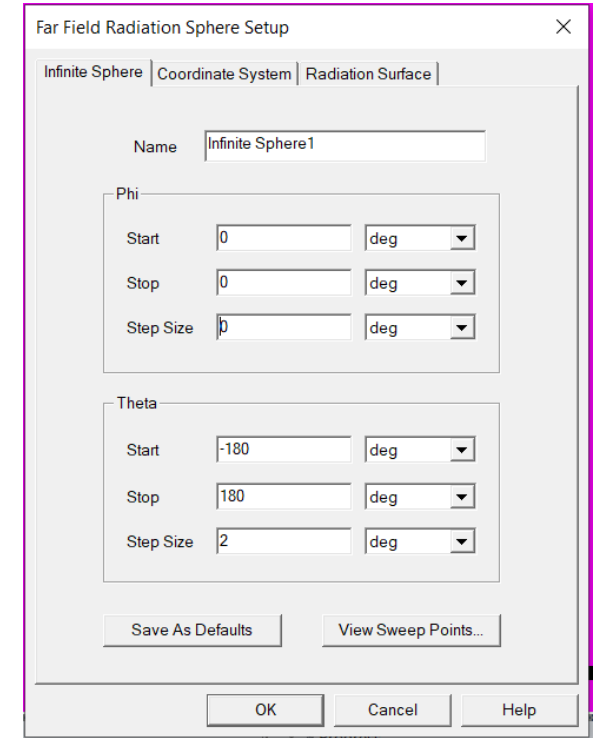 Far Field Radiation Sphere Setup
Infinite Sphere Coordinate System Radiation Surface
Name Infinite Sphere1
Phi
Start 0 deg
Stop 0 deg
Step Size 0 deg
Theta
Start -180 deg
Stop 180 deg
Step Size 2 deg
Save As Defaults View Sweep Points...
OK Cancel Help